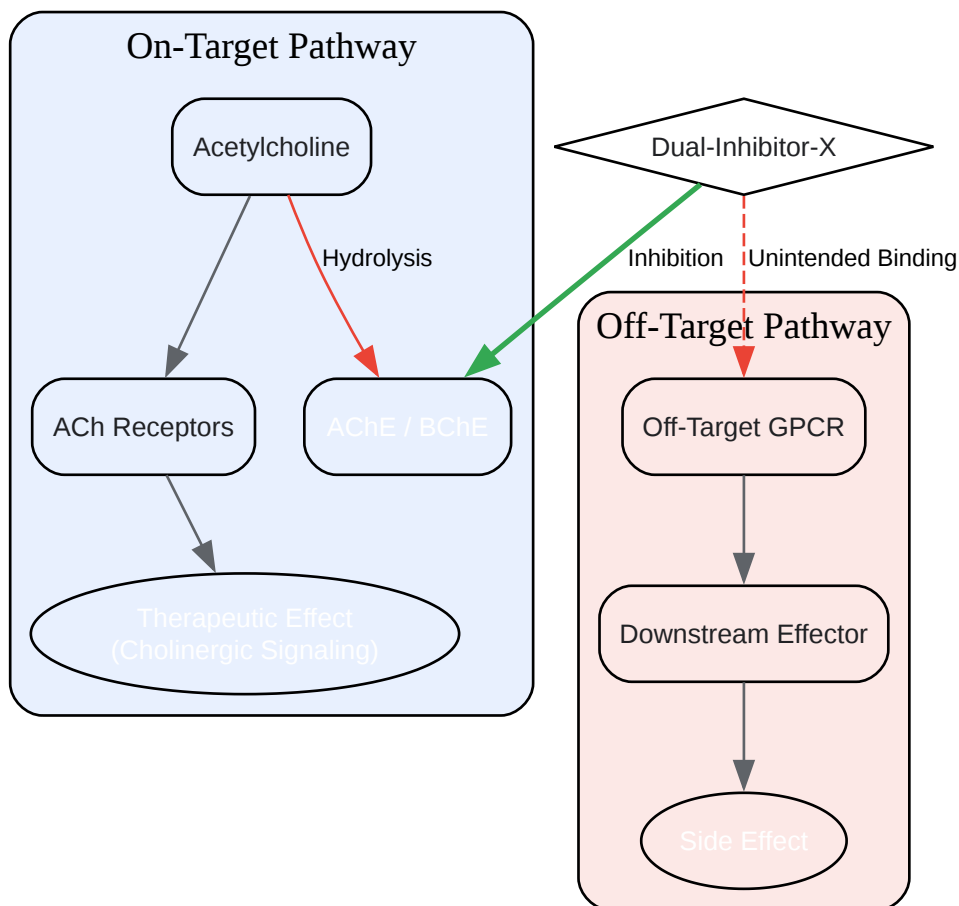 On-Target Pathway
Acetylcholine
Dual-Inhibitor-X
Hydrolysis
Inhibition
Unintended Binding
Off-Target Pathway
ACh Receptors
AChE / BChE
Off-Target GPCR
Therapeutic Effect
(Cholinergic Signaling)
Downstream Effector
Side Effect